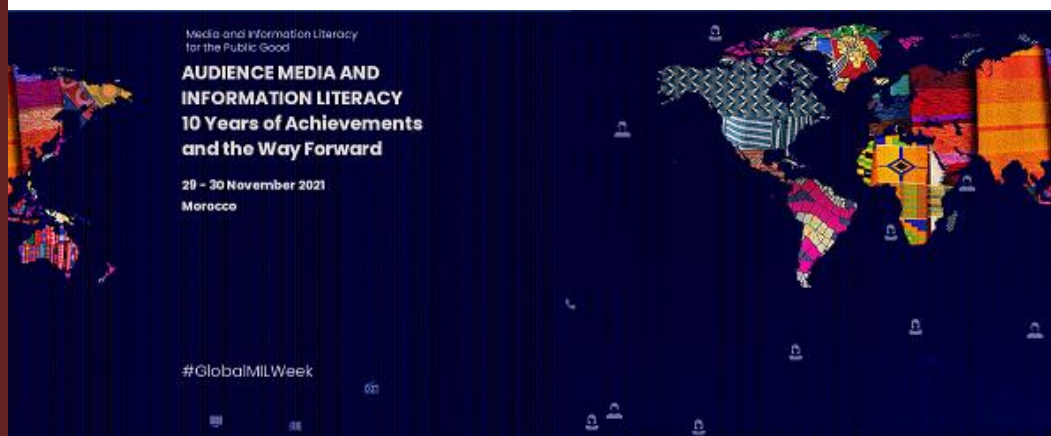 Media and Information Literacy
for the Public Good
AUDIENCE MEDIA AND
INFORMATION LITERACY
10 Years of Achievements
and the Way Forward
29 - 30 November 2021
Morocco
#GlobalMILWeek